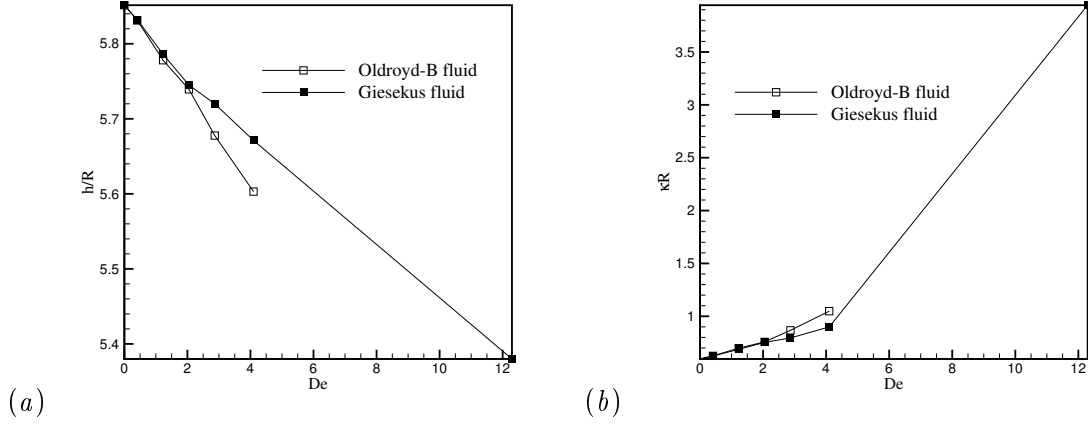 5.8
5.7
5.6
5.5
5.4
h/R
Oldroyd-B fluid
Giesekus fluid
0 2 4 6 8 10 12
De
(a)
3.5
3
2.5
2
1.5
1
κR
Oldroyd-B fluid
Giesekus fluid
0 2 4 6 8 10 12
De
(b)